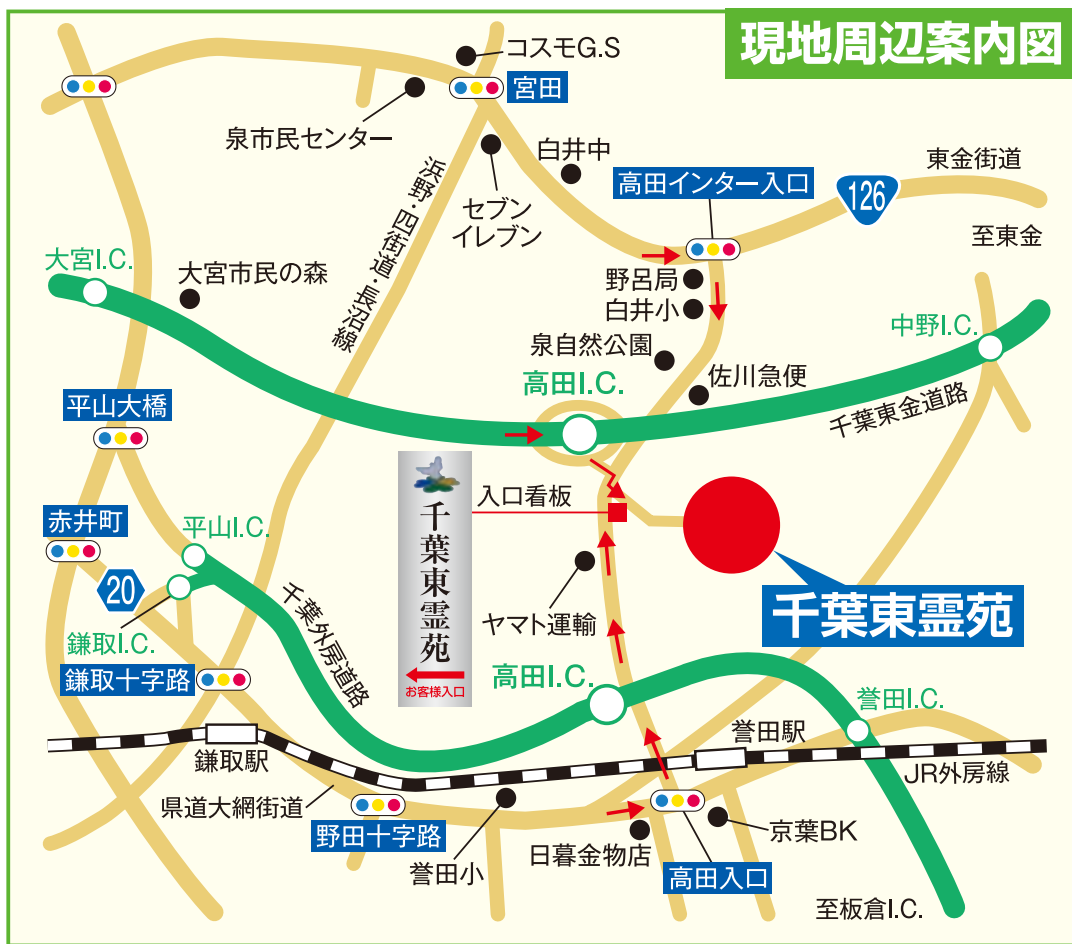 現地周辺案内図
コスモG.S
宮田
泉市民センター
白井中
東金街道
高田インター入口
126
セブン
イレブン
浜野・四街道・長沼線
至東金
大宮I.C.
大宮市民の森
野呂局
白井小
中野I.C.
泉自然公園
佐川急便
高田I.C.
千葉東金道路
平山大橋
入口看板
千葉東霊苑
お客様入口
赤井町
平山I.C.
20
鎌取I.C.
千葉外房道路
ヤマト運輸
千葉東霊苑
鎌取十字路
高田I.C.
誉田I.C.
誉田駅
鎌取駅
JR外房線
県道大網街道
野田十字路
誉田小
日暮金物店
京葉BK
高田入口
至板倉I.C.